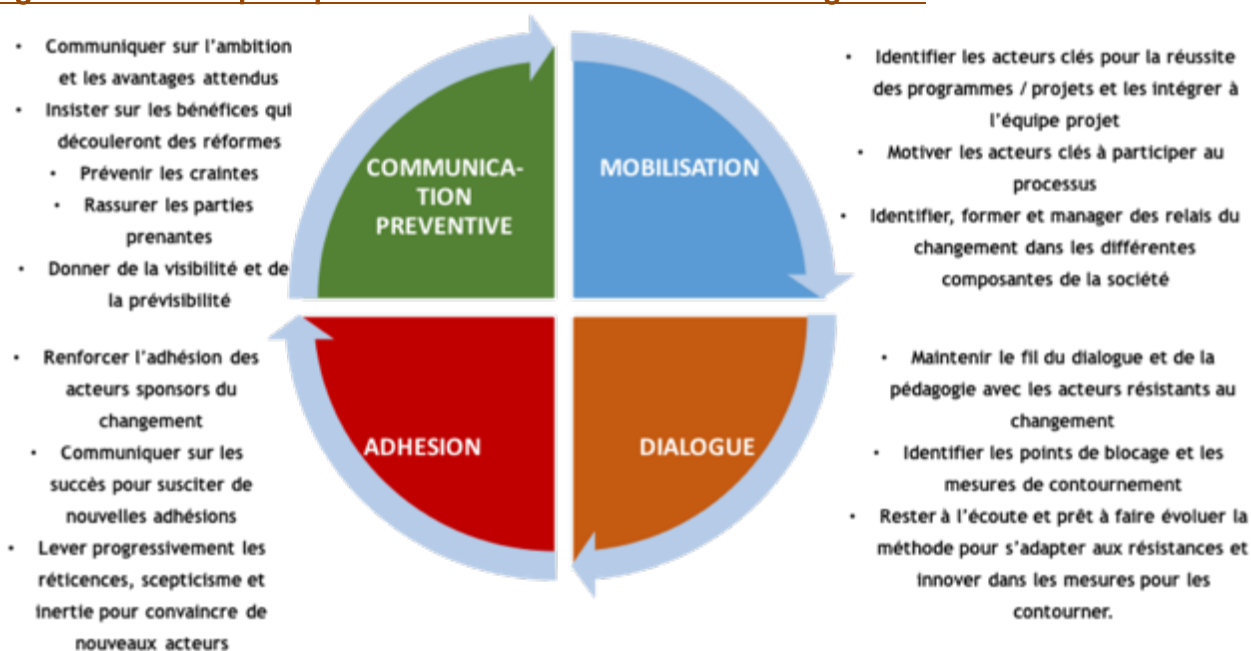 • Communiquer sur l'ambition
et les avantages attendus
• Insister sur les bénéfices qui
découleront des réformes
• Prévenir les craintes
• Rassurer les parties
prenantes
• Donner de la visibilité et de
la prévisibilité
COMMUNICA-
TION
PREVENTIVE
MOBILISATION
• Identifier les acteurs clés pour la réussite
des programmes / projets et les intégrer à
l'équipe projet
• Motiver les acteurs clés à participer au
processus
• Identifier, former et manager des relais du
changement dans les différentes
composantes de la société
• Renforcer l'adhésion des
acteurs sponsors du
changement
• Communiquer sur les
succès pour susciter de
nouvelles adhésions
• Lever progressivement les
réticences, scepticisme et
inertie pour convaincre de
nouveaux acteurs
ADHESION
DIALOGUE
• Maintenir le fil du dialogue et de la
pédagogie avec les acteurs résistants au
changement
• Identifier les points de blocage et les
mesures de contournement
• Rester à l'écoute et prêt à faire évoluer la
méthode pour s'adapter aux résistances et
innover dans les mesures pour les
contourner.